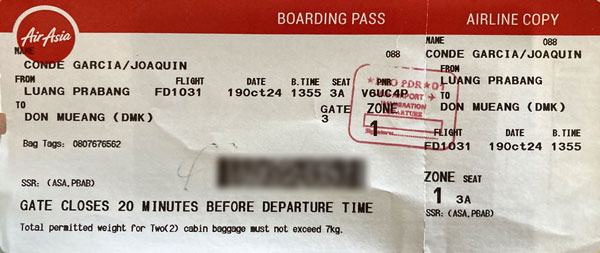 AirAsia
BOARDING PASS
AIRLINE COPY
NAME 088
CONDE GARCIA/JOAQUIN
FROM FLIGHT DATE B.TIME SEAT PNR
LUANG PRABANG FD1031 19Oct24 1355 3A V6UC4P
TO GATE ZONE
DON MUEANG (DMK) 3 1
Bag Tags: 0807676562
SSR: (ASA,PBAB)
GATE CLOSES 20 MINUTES BEFORE DEPARTURE TIME
Total permitted weight for Two(2) cabin baggage must not exceed 7kg.
PDR
DEPARTURE
NAME 088
CONDE GARCIA/JOAQUIN
FROM
LUANG PRABANG
TO
DON MUEANG (DMK)
FLIGHT DATE B.TIME
FD1031 19Oct24 1355
ZONE SEAT
1 3A
SSR: (ASA,PBAB)